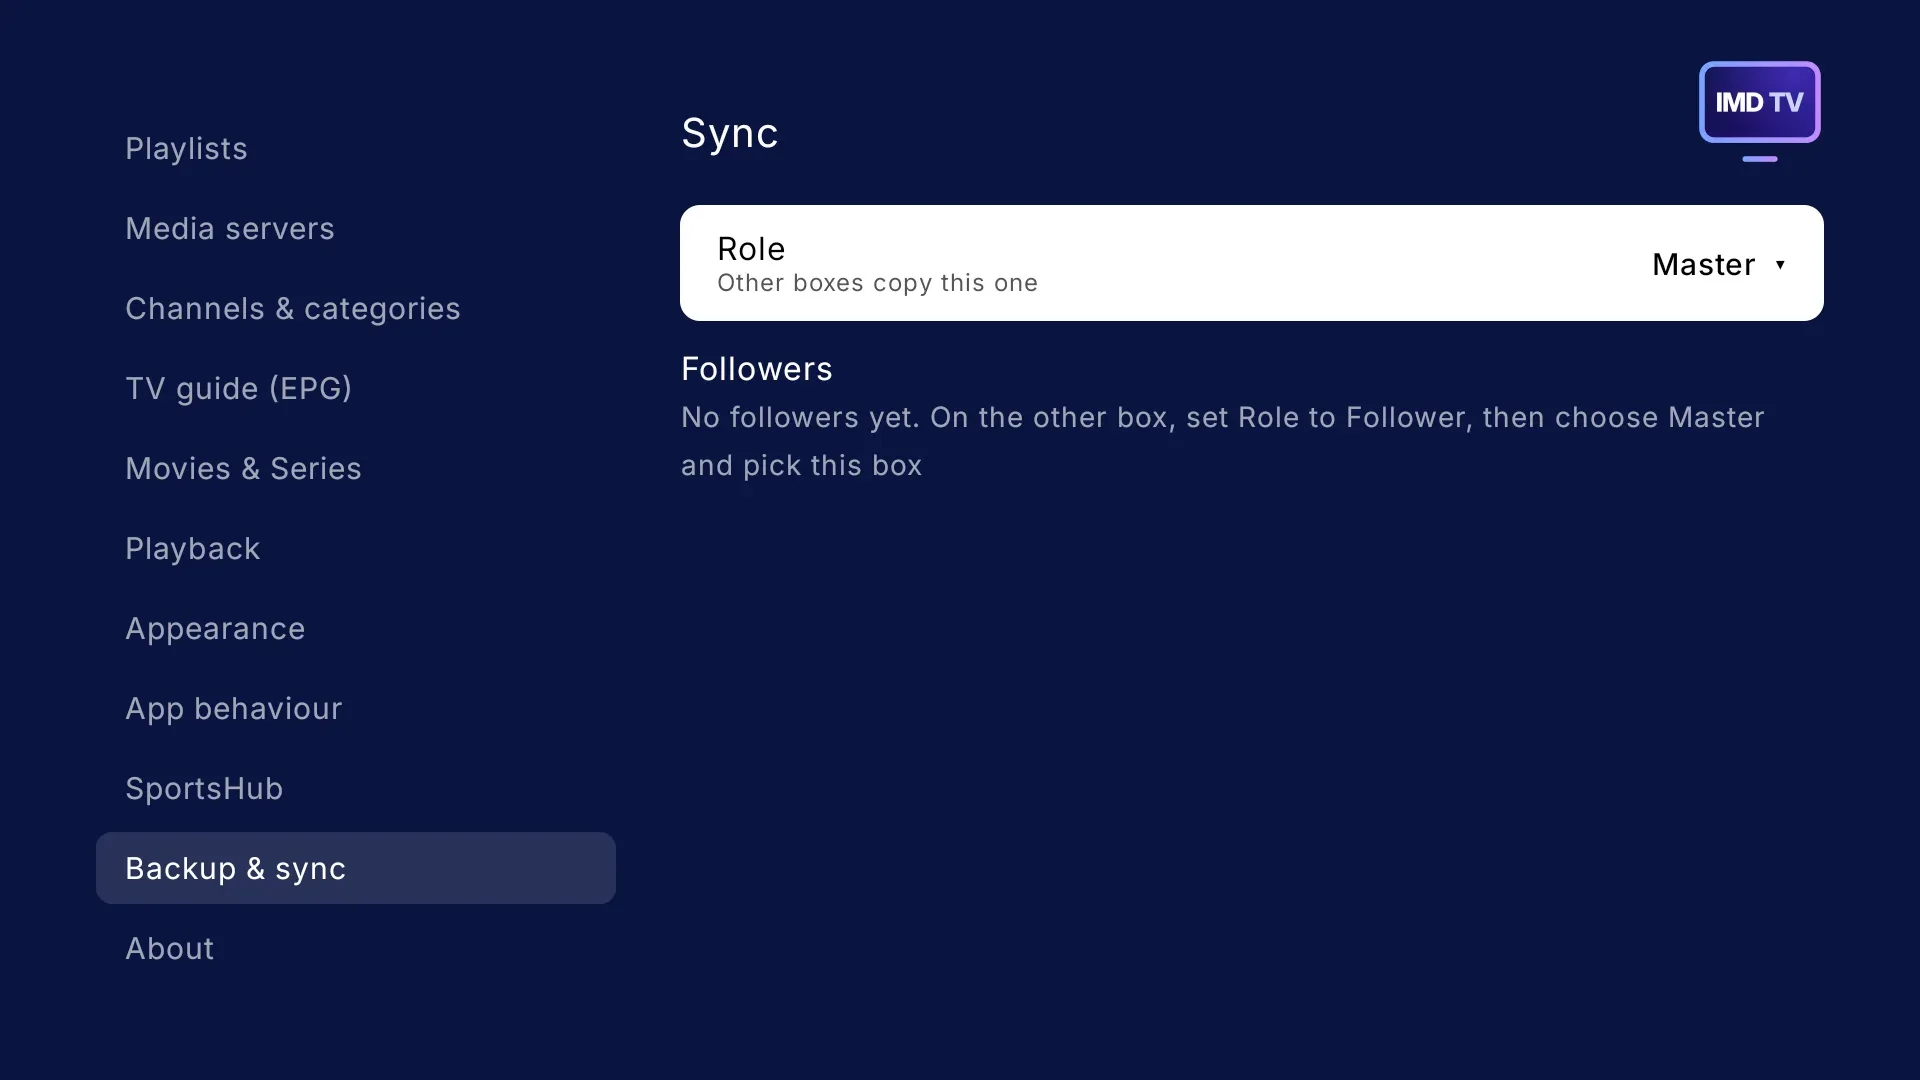 Playlists
Media servers
Channels & categories
TV guide (EPG)
Movies & Series
Playback
Appearance
App behaviour
SportsHub
Backup & sync
About
Sync
IMD TV
Role
Other boxes copy this one
Master ▾
Followers
No followers yet. On the other box, set Role to Follower, then choose Master
and pick this box